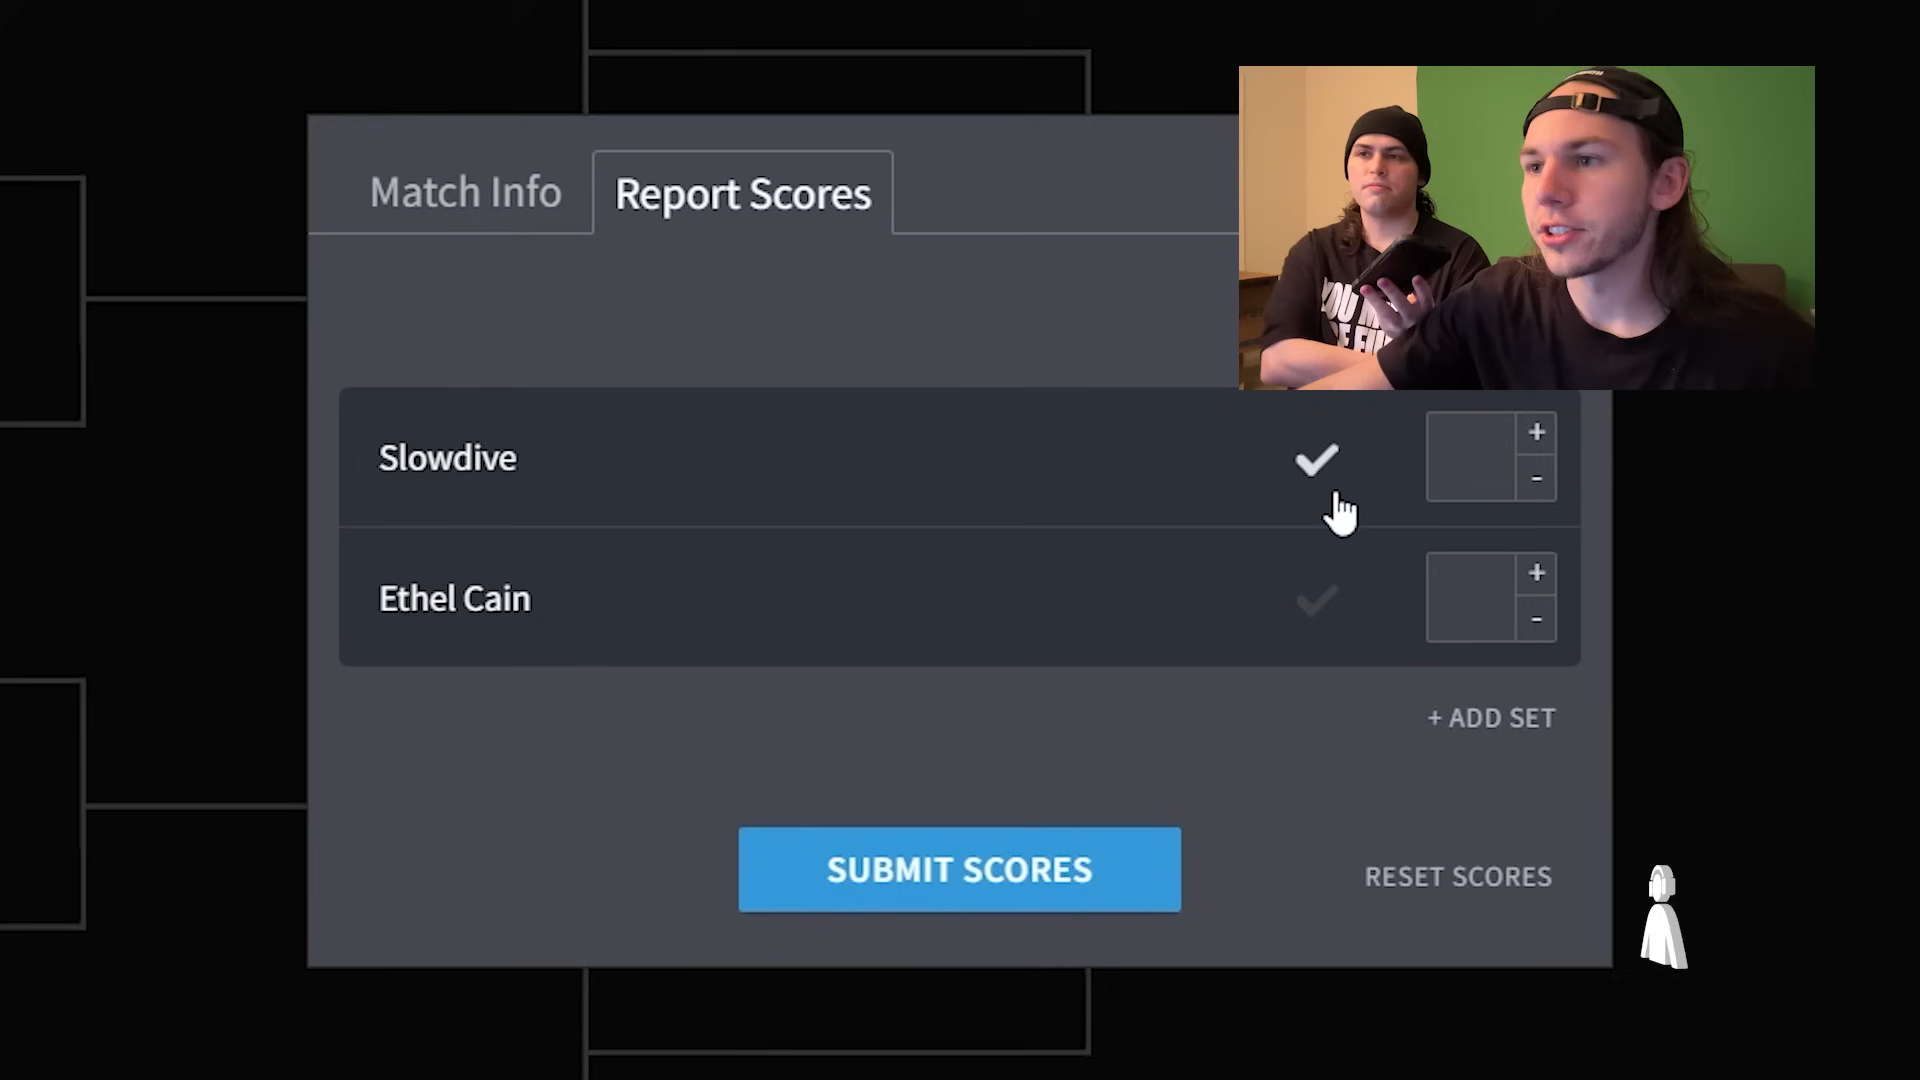 Match Info
Report Scores
Slowdive
+
-
Ethel Cain
+
-
+ ADD SET
SUBMIT SCORES
RESET SCORES